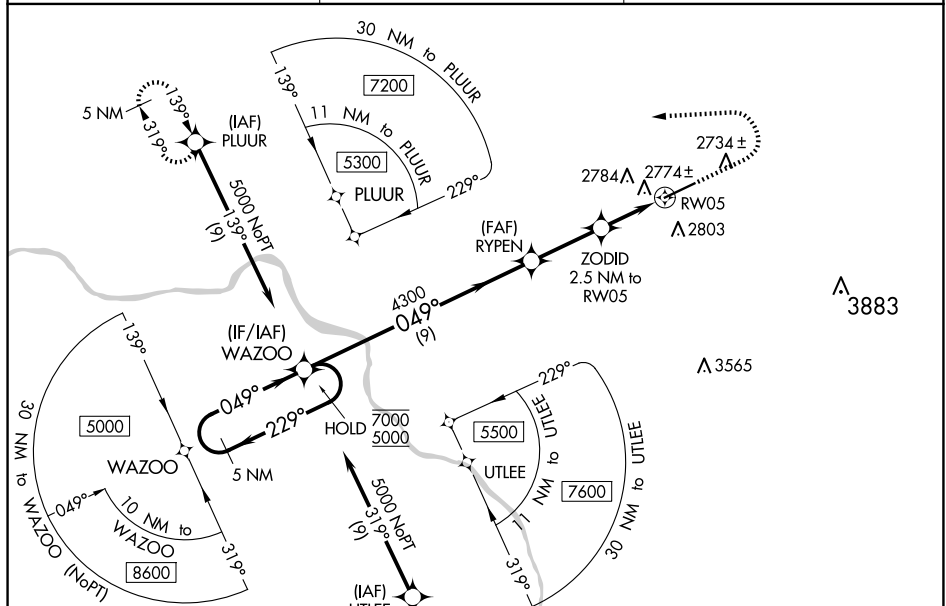 30 NM to PLUUR
139°
7200
11 NM to PLUUR
5300
PLUUR
229°
139°
5 NM
319°
(IAF)
PLUUR
5000 NoPT
139°
(9)
2734 ±
2784
2774 ±
RW05
2803
(FAF)
RYPEN
ZODID
2.5 NM to
RW05
3883
4300
049°
(9)
(IF/IAF)
WAZOO
3565
139°
049°
229°
HOLD
7000
5000
5 NM
5000
WAZOO
30 NM to WAZOO (NoPT)
049°
10 NM to
WAZOO
8600
319°
229°
5500
UTLEE
11 NM to UTLEE
7600
30 NM to UTLEE
319°
5000 NoPT
319°
(9)
(IAF)
UTLEE